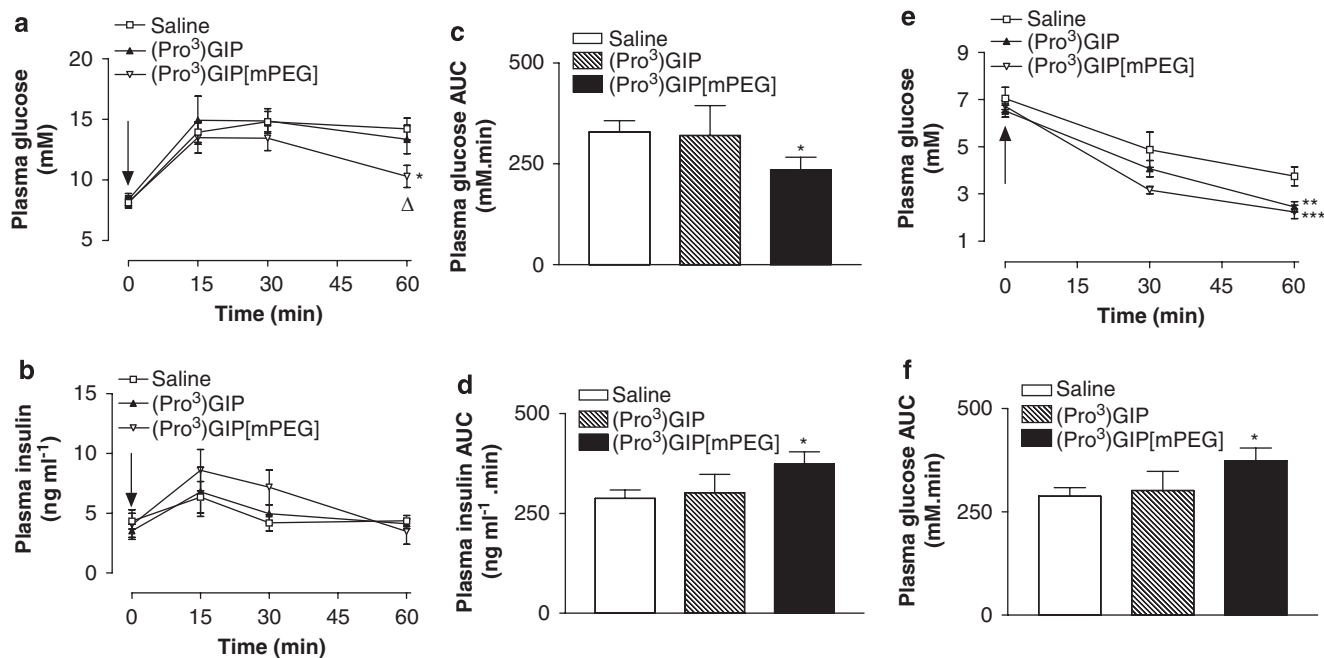 a
Saline
(Pro³)GIP
(Pro³)GIP[mPEG]
Plasma glucose
(mM)
20
15
10
5
*
Δ
0 15 30 45 60
Time (min)
b
Saline
(Pro³)GIP
(Pro³)GIP[mPEG]
Plasma insulin
(ng ml⁻¹)
15
10
5
0
0 15 30 45 60
Time (min)
c
Saline
(Pro³)GIP
(Pro³)GIP[mPEG]
Plasma glucose AUC
(mM.min)
500
250
0
*
d
Saline
(Pro³)GIP
(Pro³)GIP[mPEG]
Plasma insulin AUC
(ng ml⁻¹ .min)
500
250
0
*
e
Saline
(Pro³)GIP
(Pro³)GIP[mPEG]
Plasma glucose
(mM)
9
7
5
3
1
**
***
0 15 30 45 60
Time (min)
f
Saline
(Pro³)GIP
(Pro³)GIP[mPEG]
Plasma glucose AUC
(mM.min)
500
250
0
*